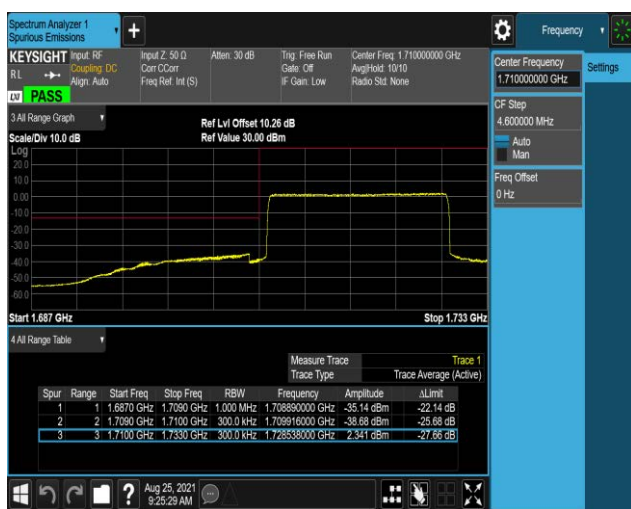 Spectrum Analyzer 1
Spurious Emissions
Frequency
KEYSIGHT Input: RF Input Z: 50 Ω Atten: 30 dB Trig: Free Run Center Freq: 1.710000000 GHz
RL Coupling: DC Corr CCorr Gate: Off Avg|Hold: 10/10
Align: Auto Freq Ref: Int (S) IF Gain: Low Radio Std: None
LXI PASS
Center Frequency
1.710000000 GHz
Settings
CF Step
4.600000 MHz
Auto
Man
Freq Offset
0 Hz
3 All Range Graph
Ref Lvl Offset 10.26 dB
Scale/Div 10.0 dB Ref Value 30.00 dBm
Log
20.0
10.0
0.00
-10.0
-20.0
-30.0
-40.0
-50.0
-60.0
Start 1.687 GHz Stop 1.733 GHz
4 All Range Table
Measure Trace Trace 1
Trace Type Trace Average (Active)
Spur Range Start Freq Stop Freq RBW Frequency Amplitude ΔLimit
1 1 1.6870 GHz 1.7090 GHz 1.000 MHz 1.708890000 GHz -35.14 dBm -22.14 dB
2 2 1.7090 GHz 1.7100 GHz 300.0 kHz 1.709916000 GHz -38.68 dBm -25.68 dB
3 3 1.7100 GHz 1.7330 GHz 300.0 kHz 1.728538000 GHz 2.341 dBm -27.66 dB
Aug 25, 2021
9:25:29 AM